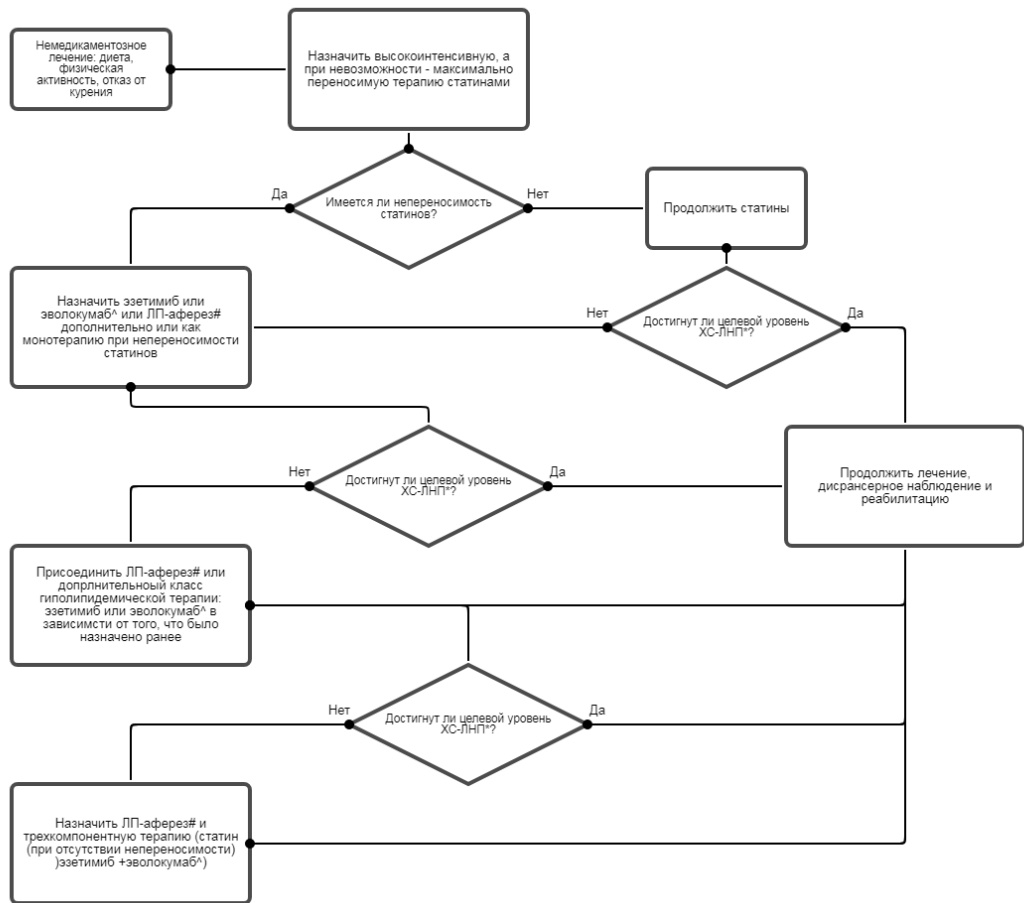 Немедикаментозное
лечение: диета,
физическая
активность, отказ от
курения
Назначить высокоинтенсивную, а
при невозможности - максимально
переносимую терапию статинами
Да
Имеется ли непереносимость
статинов?
Нет
Продолжить статины
Назначить эзетимиб или
эволокумаб^ или ЛП-аферез#
дополнительно или как
монотерапию при непереносимости
статинов
Нет
Достигнут ли целевой уровень
ХС-ЛНП*?
Да
Нет
Достигнут ли целевой уровень
ХС-ЛНП*?
Да
Продолжить лечение,
дисрансерное наблюдение и
реабилитацию
Присоединить ЛП-аферез# или
допрлнительноый класс
гиполипидемической терапии:
эзетимиб или эволокумаб^ в
зависимсти от того, что было
назначено ранее
Нет
Достигнут ли целевой уровень
ХС-ЛНП*?
Да
Назначить ЛП-аферез# и
трехкомпонентную терапию (статин
(при отсутствии непереносимости)
)эзетимиб +эволокумаб^)